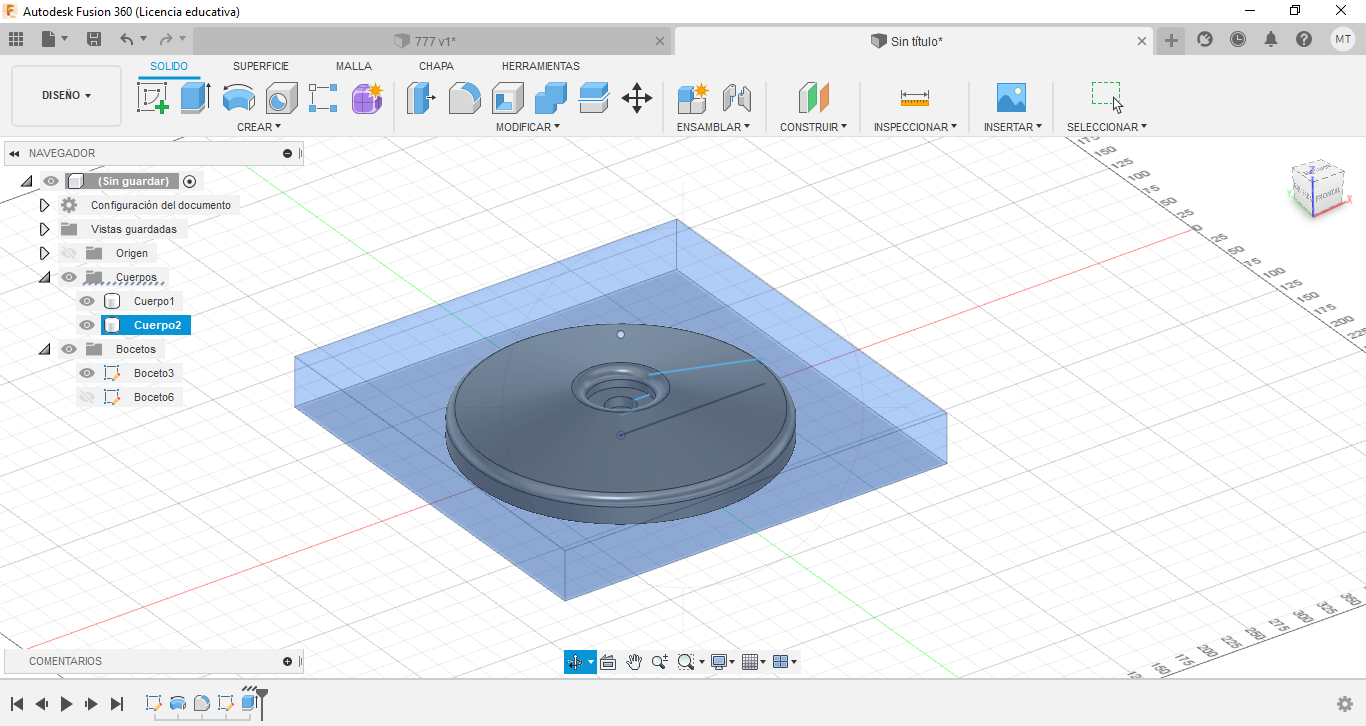 Autodesk Fusion 360 (Licencia educativa)
777 v1*
Sin título*
MT
DISEÑO
SOLIDO SUPERFICIE MALLA CHAPA HERRAMIENTAS
CREAR MODIFICAR ENSAMBLAR CONSTRUIR INSPECCIONAR INSERTAR SELECCIONAR
NAVEGADOR
(Sin guardar)
Configuración del documento
Vistas guardadas
Origen
Cuerpos
Cuerpo1
Cuerpo2
Bocetos
Boceto3
Boceto6
Z
Y
X
FRONTAL
175
150
125
100
75
50
25
0
25
50
75
100
125
150
175
200
225
350
325
300
275
250
225
200
175
150
125
COMENTARIOS